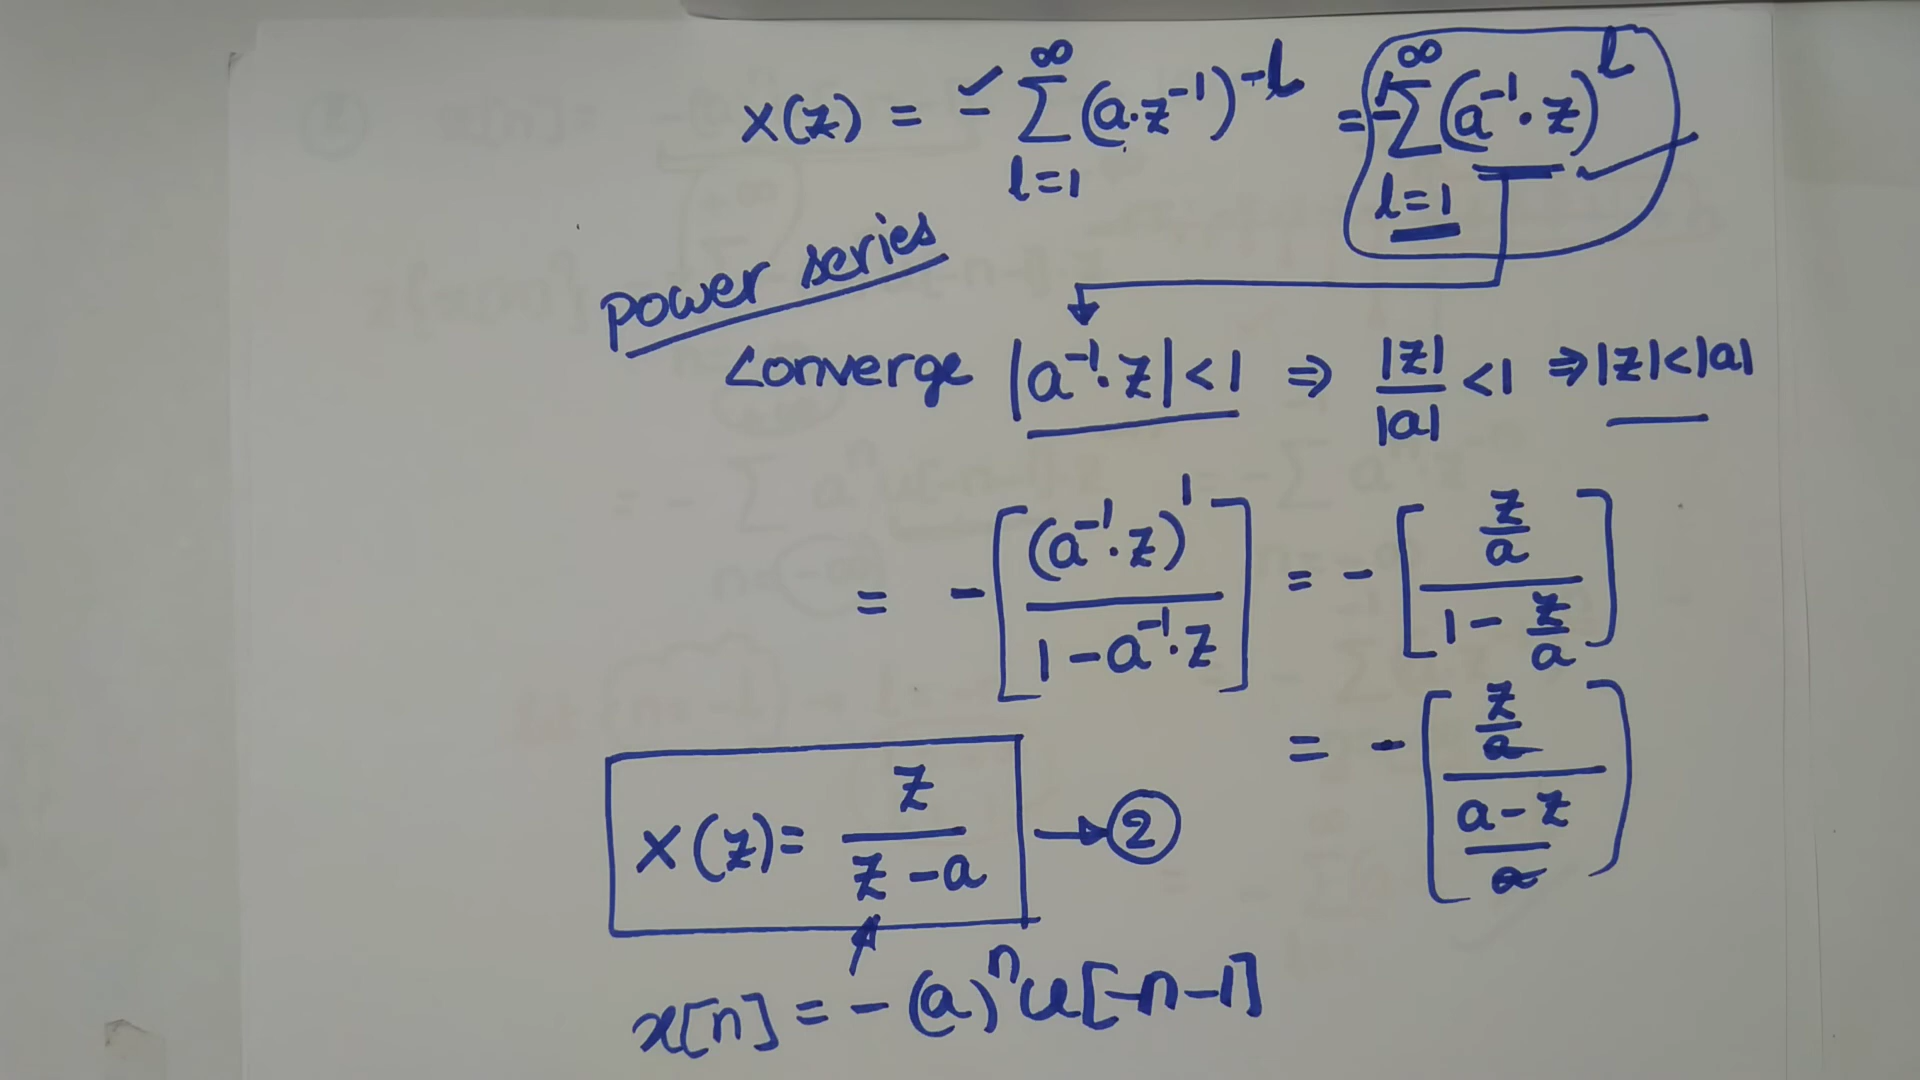 X(z) = - ∑_{l=1}^{∞} (a·z⁻¹)^{-l} = - ∑_{l=1}^{∞} (a⁻¹·z)^l
power series
Converge |a⁻¹·z| < 1 ⇒ |z|/|a| < 1 ⇒ |z| < |a|
= - [ (a⁻¹·z)¹ / (1 - a⁻¹·z) ] = - [ (z/a) / (1 - z/a) ]
= - [ (z/a) / ((a - z)/a) ]
X(z) = z / (z - a) → ②
x[n] = - (a)ⁿ u[-n-1]